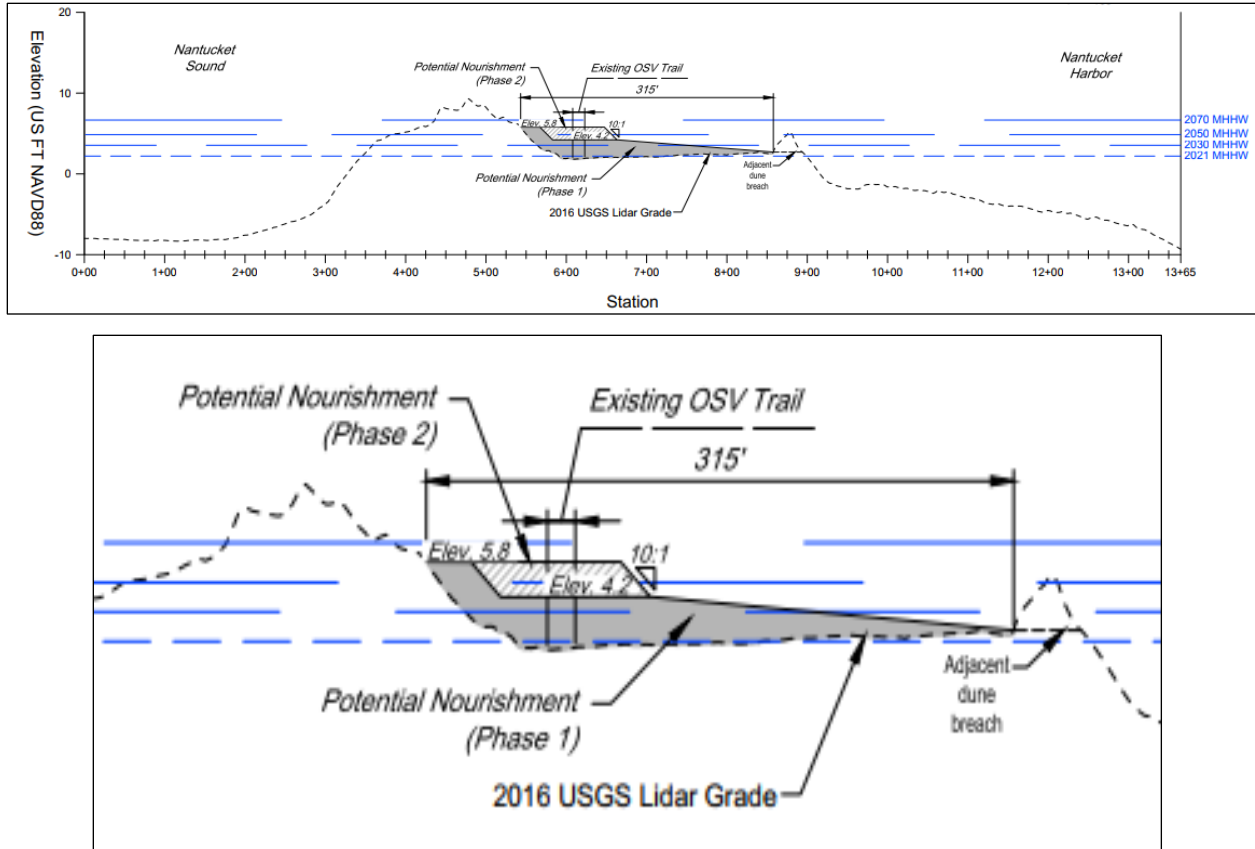 20
10
0
-10
Elevation (US FT NAVD88)
Nantucket
Sound
Potential Nourishment
(Phase 2)
Existing OSV Trail
315'
Nantucket
Harbor
Elev. 5.8
10:1
Elev. 4.2
2070 MHHW
2050 MHHW
2030 MHHW
2021 MHHW
Potential Nourishment
(Phase 1)
2016 USGS Lidar Grade
Adjacent
dune
breach
0+00 1+00 2+00 3+00 4+00 5+00 6+00 7+00 8+00 9+00 10+00 11+00 12+00 13+00 13+65
Station
Potential Nourishment
(Phase 2)
Existing OSV Trail
315'
Elev. 5.8
10:1
Elev. 4.2
Potential Nourishment
(Phase 1)
Adjacent
dune
breach
2016 USGS Lidar Grade